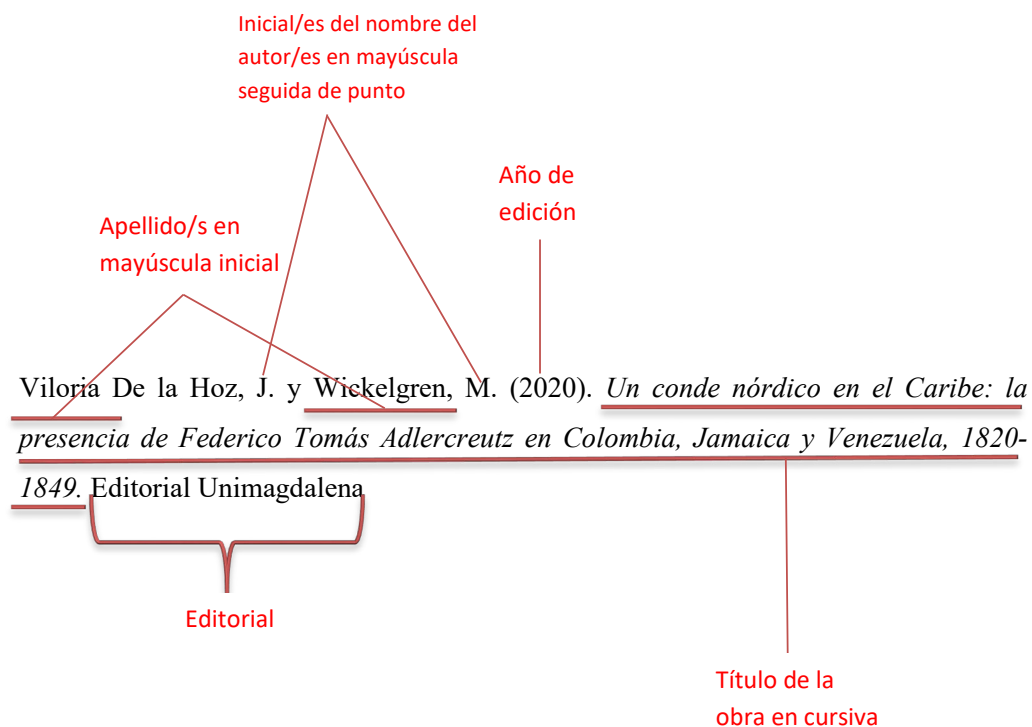 Inicial/es del nombre del
autor/es en mayúscula
seguida de punto
Año de
edición
Apellido/s en
mayúscula inicial
Viloria De la Hoz, J. y Wickelgren, M. (2020). Un conde nórdico en el Caribe: la
presencia de Federico Tomás Adlercreutz en Colombia, Jamaica y Venezuela, 1820-
1849. Editorial Unimagdalena
Editorial
Título de la
obra en cursiva